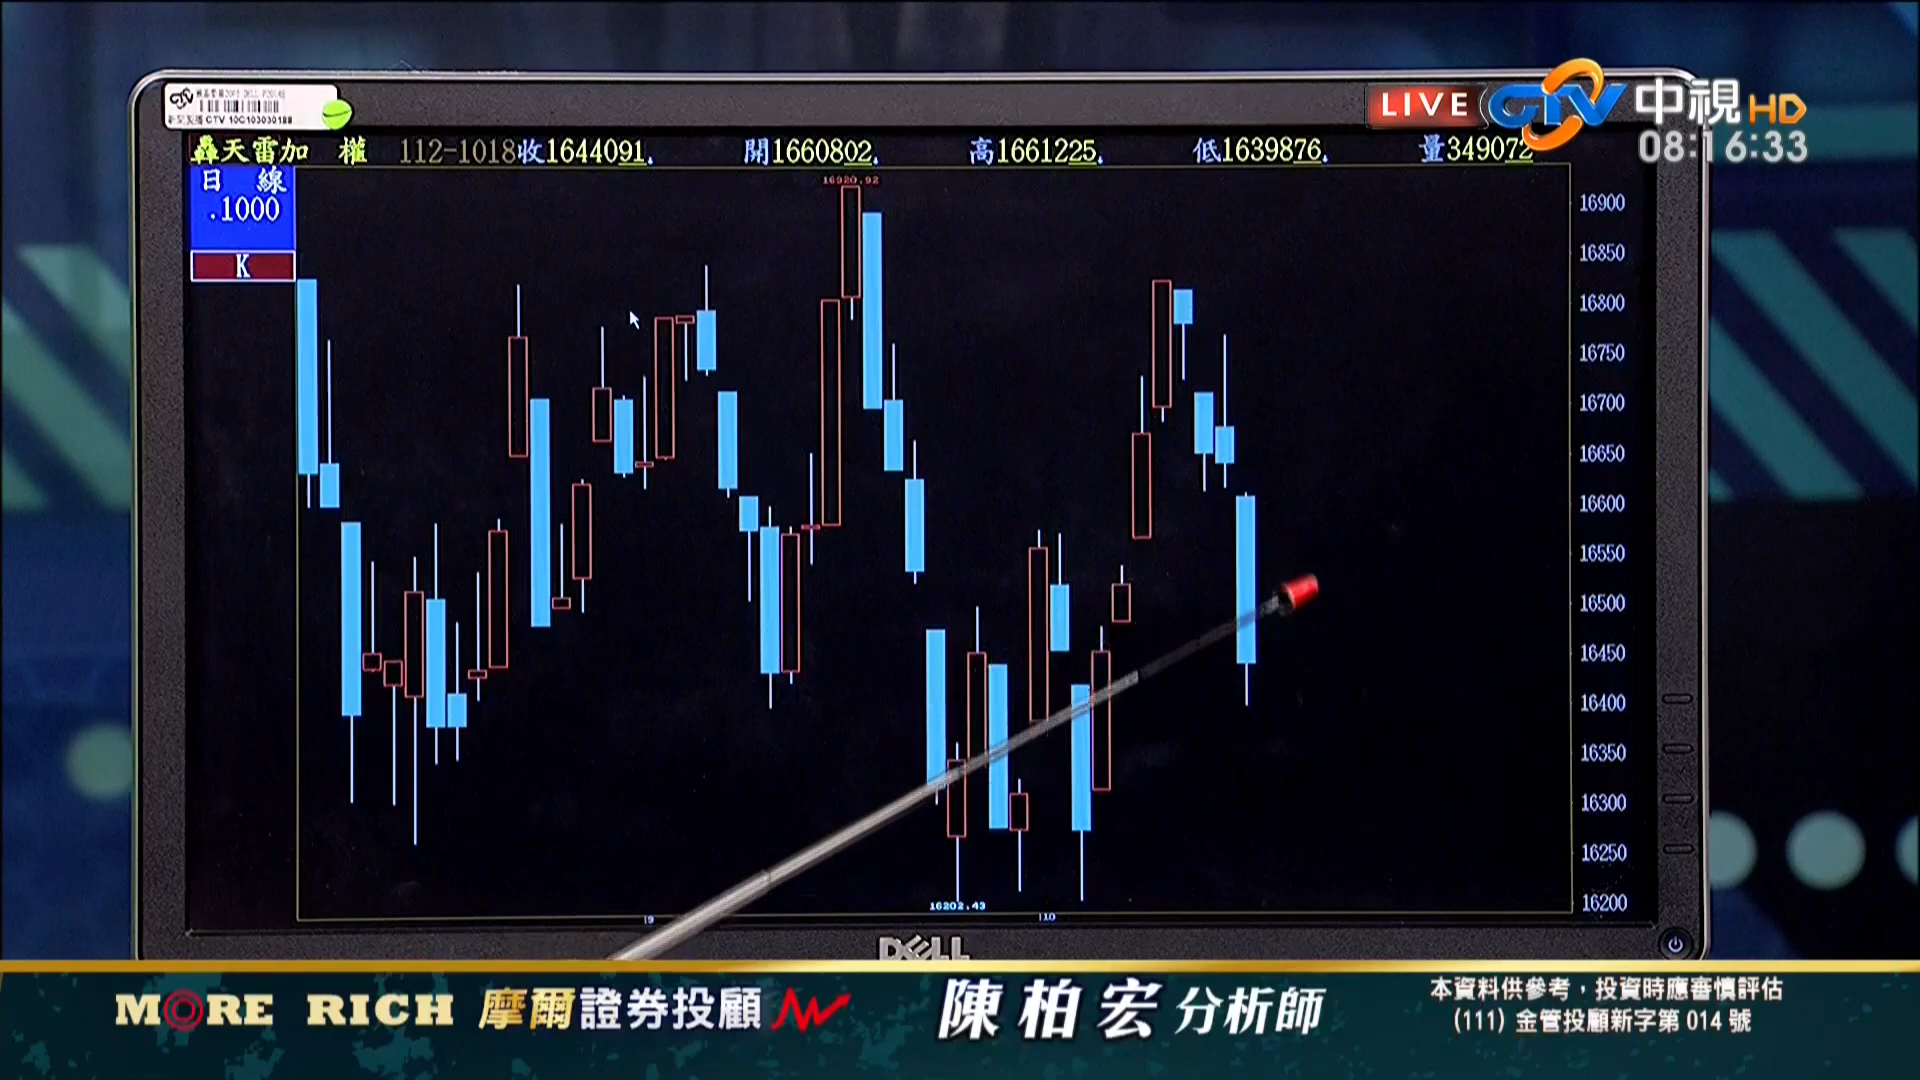 CTV 10C103030188
LIVE CTV 中視 HD
08:16:33
轟天雷加 權 112-1018收1644091. 開1660802. 高1661225. 低1639876. 量349072
日 線
.1000
K
16920.92
16900
16850
16800
16750
16700
16650
16600
16550
16500
16450
16400
16350
16300
16250
16200
16202.43
9
10
DELL
MORE RICH 摩爾證券投顧
陳柏宏 分析師
本資料供參考，投資時應審慎評估
(111) 金管投顧新字第 014 號